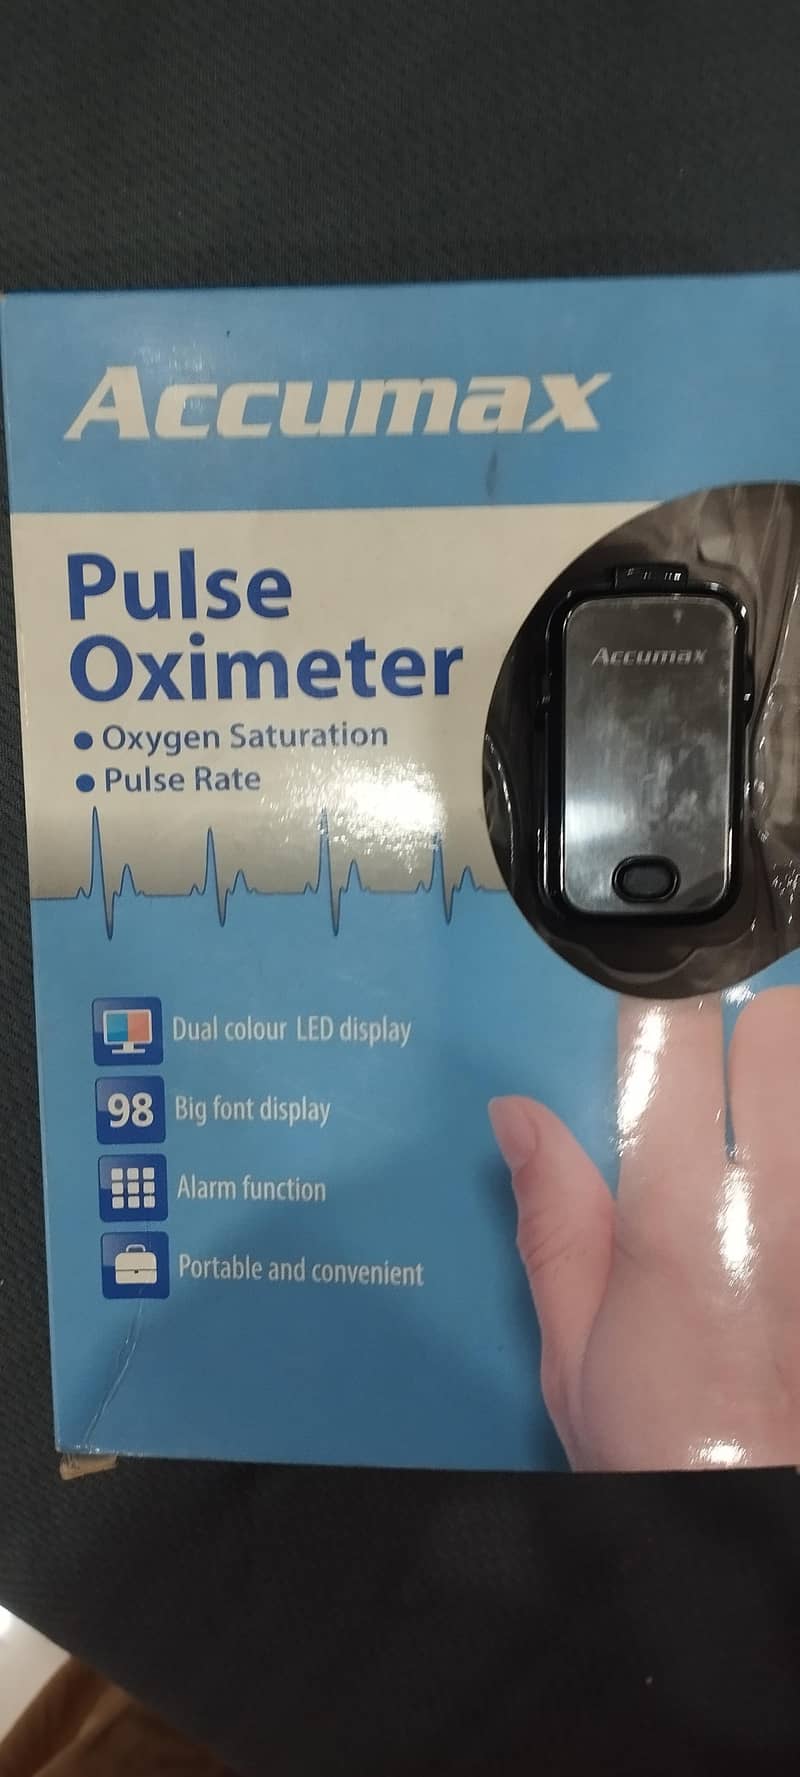 Accumax
Pulse
Oximeter
• Oxygen Saturation
• Pulse Rate
Accumax
Dual colour LED display
98 Big font display
Alarm function
Portable and convenient